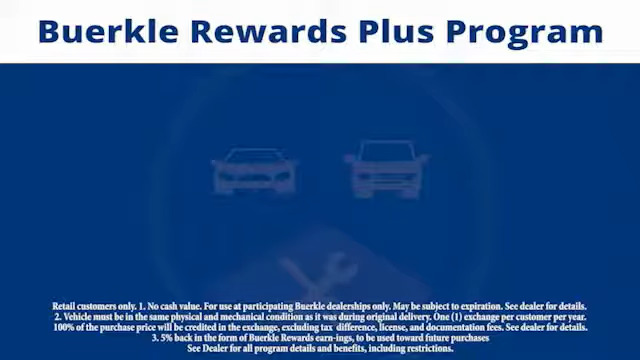 Buerkle Rewards Plus Program
Retail customers only. 1. No cash value. For use at participating Buerkle dealerships only. May be subject to expiration. See dealer for details.
2. Vehicle must be in the same physical and mechanical condition as it was during original delivery. One (1) exchange per customer per year.
100% of the purchase price will be credited in the exchange, excluding tax difference, license, and documentation fees. See dealer for details.
3. 5% back in the form of Buerkle Rewards earn-ings, to be used toward future purchases
See Dealer for all program details and benefits, including restrictions.